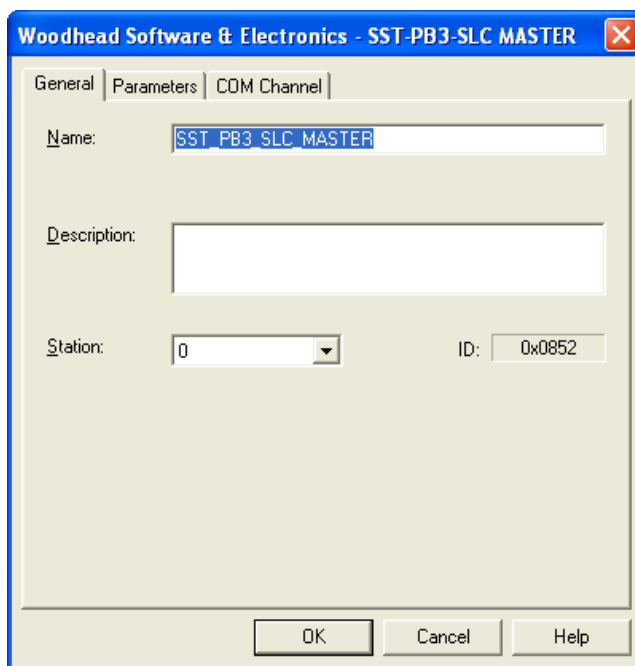 Woodhead Software & Electronics - SST-PB3-SLC MASTER
General Parameters COM Channel
Name: SST_PB3_SLC_MASTER
Description:
Station: 0 ID: 0x0852
OK Cancel Help